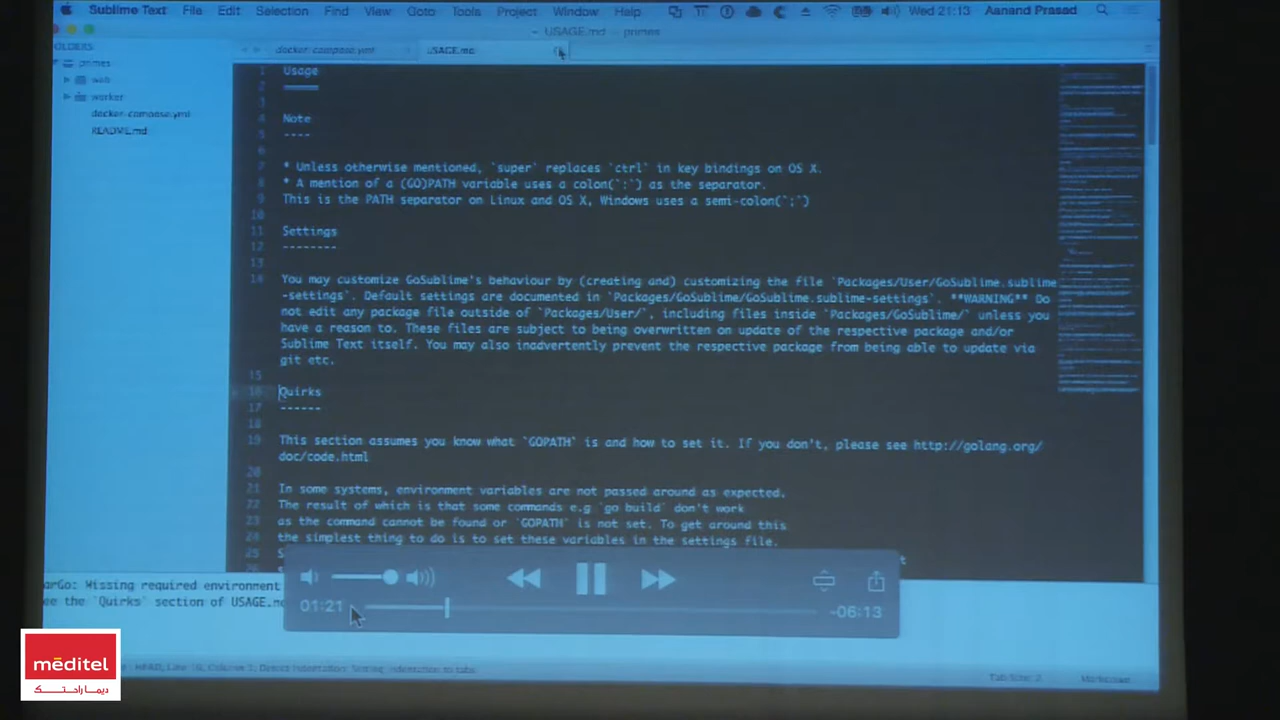 Sublime Text File Edit Selection Find View Goto Tools Project Window Help Wed 21:13 Aanand Prasad
USAGE.md — primes
FOLDERS
docker-compose.yml USAGE.md
primes
web
worker
docker-compose.yml
README.md
1 Usage
2 =====
3
4 Note
5 ----
6
7 * Unless otherwise mentioned, `super` replaces `ctrl` in key bindings on OS X.
8 * A mention of a (GO)PATH variable uses a colon(`:`) as the separator.
9 This is the PATH separator on Linux and OS X, Windows uses a semi-colon(`;`)
10
11 Settings
12 --------
13
14 You may customize GoSublime's behaviour by (creating and) customizing the file `Packages/User/GoSublime.sublime
-settings`. Default settings are documented in `Packages/GoSublime/GoSublime.sublime-settings`. **WARNING** Do
not edit any package file outside of `Packages/User/`, including files inside `Packages/GoSublime/` unless you
have a reason to. These files are subject to being overwritten on update of the respective package and/or
Sublime Text itself. You may also inadvertently prevent the respective package from being able to update via
git etc.
15
16 Quirks
17 ------
18
19 This section assumes you know what `GOPATH` is and how to set it. If you don't, please see http://golang.org/
doc/code.html
20
21 In some systems, environment variables are not passed around as expected.
22 The result of which is that some commands e.g `go build` don't work
23 as the command cannot be found or `GOPATH` is not set. To get around this
24 the simplest thing to do is to set these variables in the settings file.
25 S
arGo: Missing required environment
ee the `Quirks` section of USAGE.m
01:21 -06:13
Tab Size: 2 Markdown
méditel
ديما راحتك